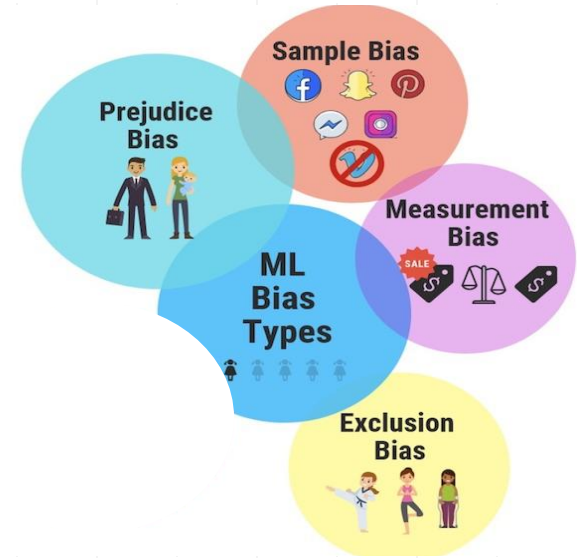 Sample Bias
Prejudice
Bias
Measurement
Bias
SALE
ML
Bias
Types
Exclusion
Bias